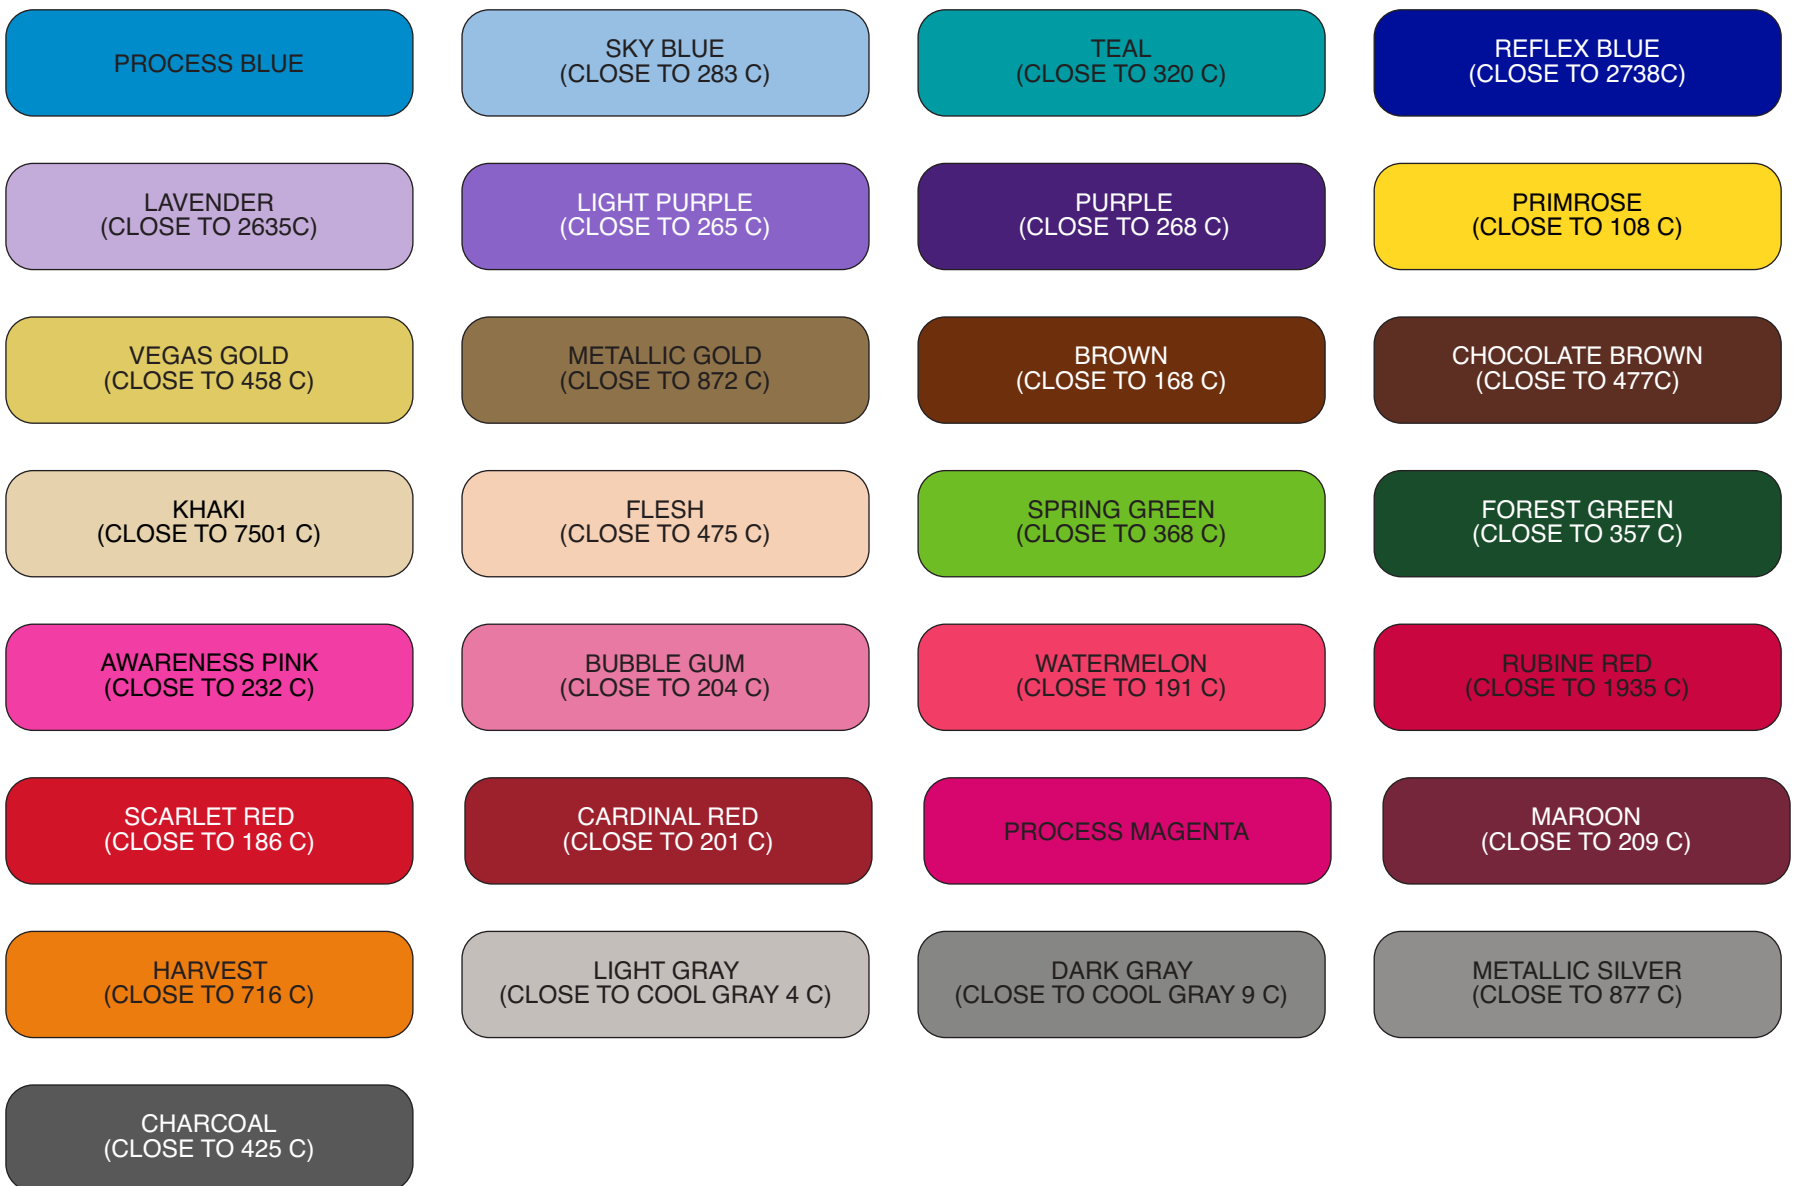 PROCESS BLUE
SKY BLUE
(CLOSE TO 283 C)
TEAL
(CLOSE TO 320 C)
REFLEX BLUE
(CLOSE TO 2738C)
LAVENDER
(CLOSE TO 2635C)
LIGHT PURPLE
(CLOSE TO 265 C)
PURPLE
(CLOSE TO 268 C)
PRIMROSE
(CLOSE TO 108 C)
VEGAS GOLD
(CLOSE TO 458 C)
METALLIC GOLD
(CLOSE TO 872 C)
BROWN
(CLOSE TO 168 C)
CHOCOLATE BROWN
(CLOSE TO 477C)
KHAKI
(CLOSE TO 7501 C)
FLESH
(CLOSE TO 475 C)
SPRING GREEN
(CLOSE TO 368 C)
FOREST GREEN
(CLOSE TO 357 C)
AWARENESS PINK
(CLOSE TO 232 C)
BUBBLE GUM
(CLOSE TO 204 C)
WATERMELON
(CLOSE TO 191 C)
RUBINE RED
(CLOSE TO 1935 C)
SCARLET RED
(CLOSE TO 186 C)
CARDINAL RED
(CLOSE TO 201 C)
PROCESS MAGENTA
MAROON
(CLOSE TO 209 C)
HARVEST
(CLOSE TO 716 C)
LIGHT GRAY
(CLOSE TO COOL GRAY 4 C)
DARK GRAY
(CLOSE TO COOL GRAY 9 C)
METALLIC SILVER
(CLOSE TO 877 C)
CHARCOAL
(CLOSE TO 425 C)